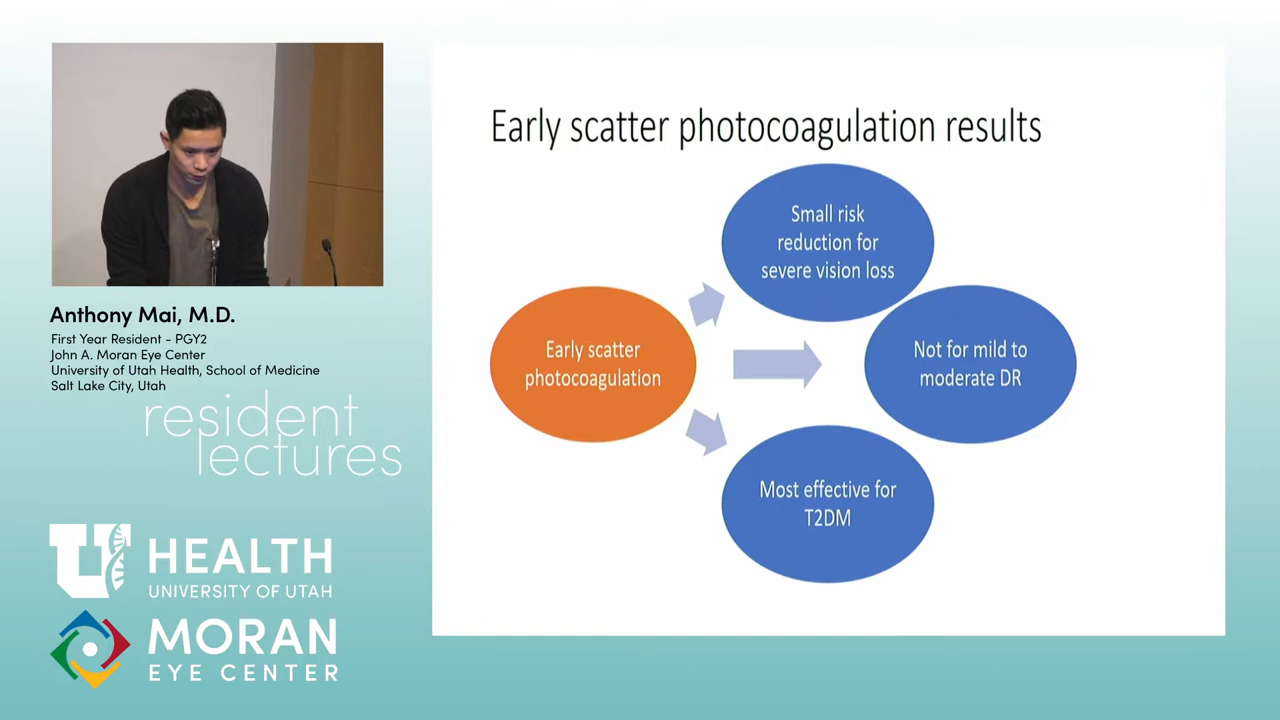 Anthony Mai, M.D.
First Year Resident - PGY2
John A. Moran Eye Center
University of Utah Health, School of Medicine
Salt Lake City, Utah
resident
lectures
U
HEALTH
UNIVERSITY OF UTAH
MORAN
EYE CENTER
Early scatter photocoagulation results
Small risk
reduction for
severe vision loss
Early scatter
photocoagulation
Not for mild to
moderate DR
Most effective for
T2DM